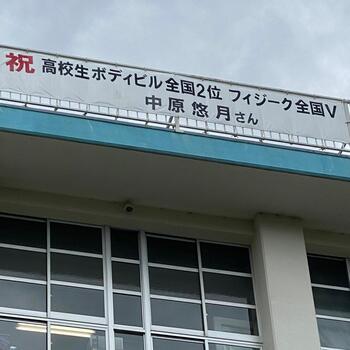 祝 高校生ボディビル全国2位 フィジーク全国V
中原悠月さん